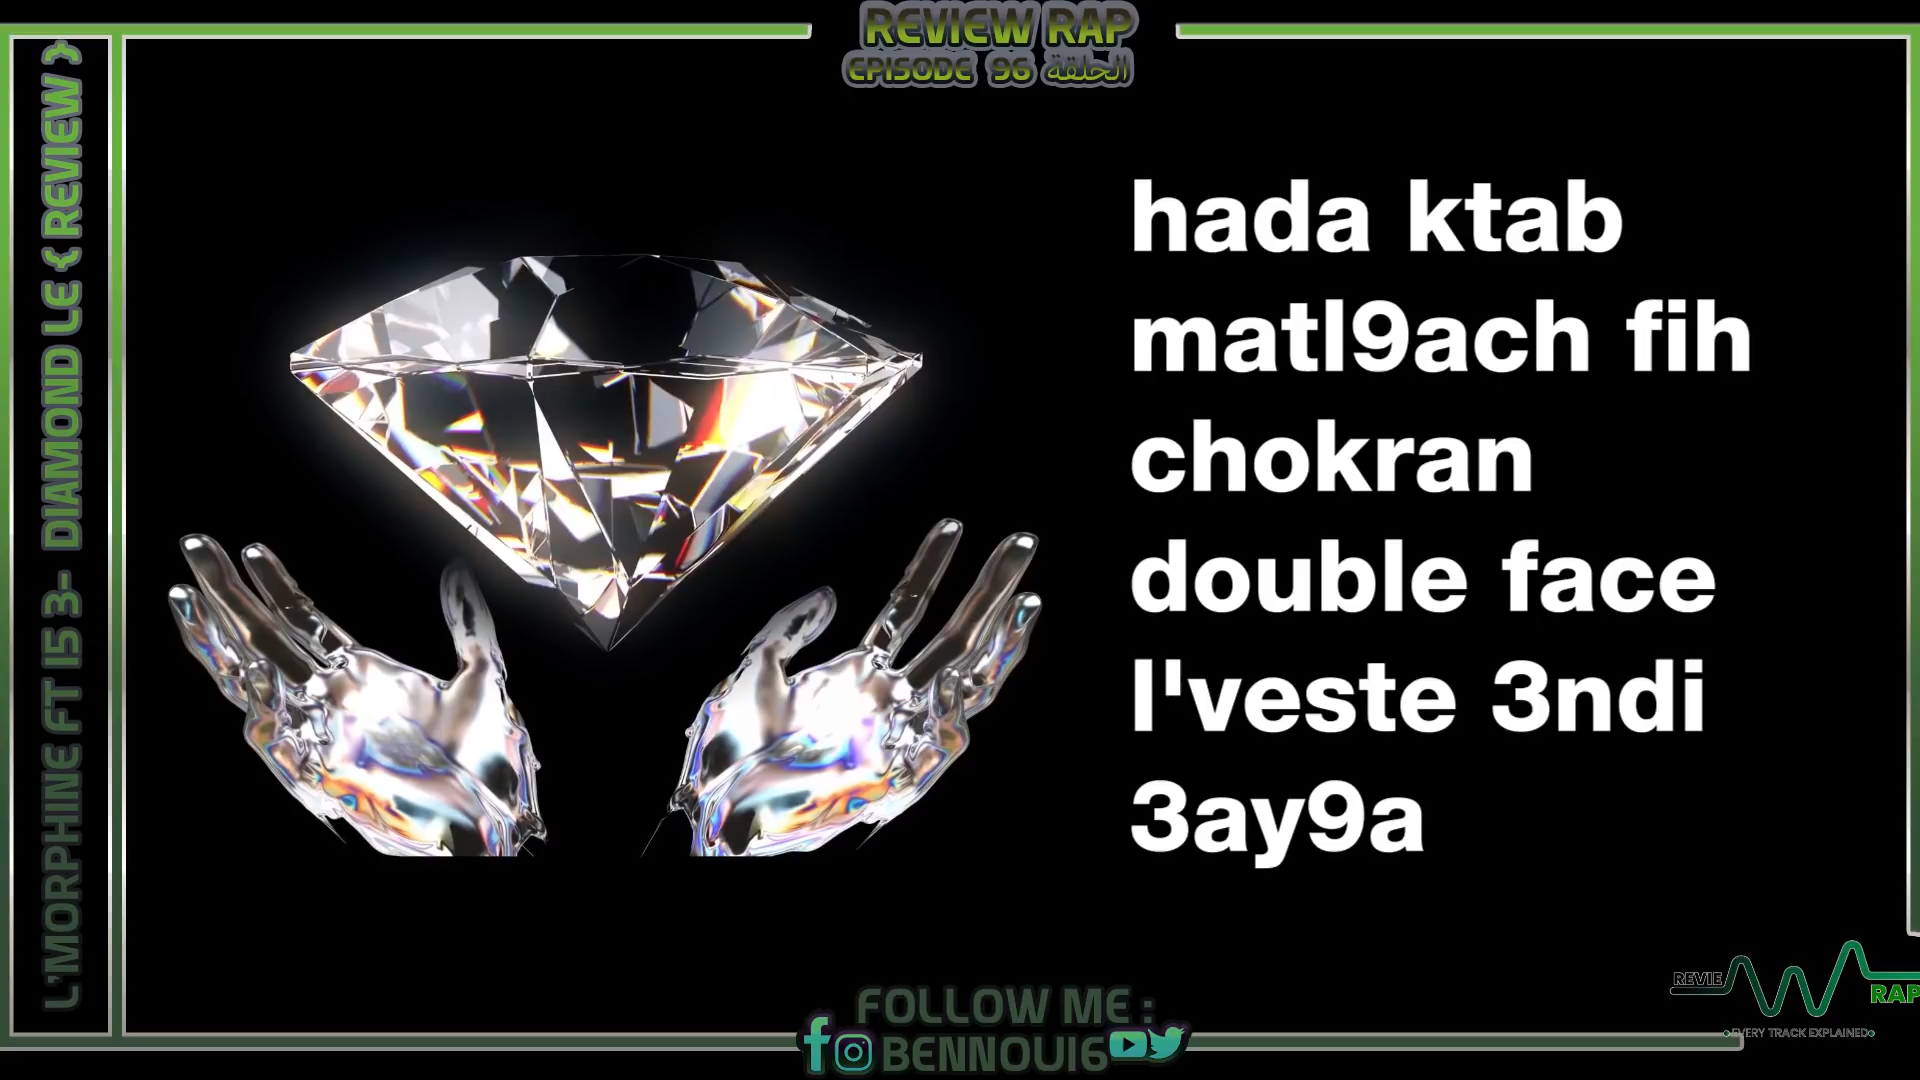 REVIEW RAP
EPISODE 96 الحلقة
L'MORPHINE FT 15 3- DIAMOND LE { REVIEW }
hada ktab
matl9ach fih
chokran
double face
l'veste 3ndi
3ay9a
REVIE
RAP
EVERY TRACK EXPLAINED
FOLLOW ME :
BENNOUI6